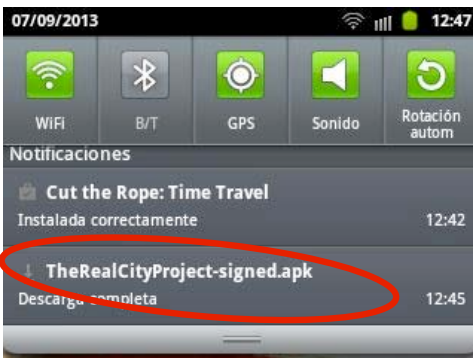 07/09/2013 12:47
WiFi B/T GPS Sonido Rotación
autom
Notificaciones
Cut the Rope: Time Travel
Instalada correctamente 12:42
TheRealCityProject-signed.apk
Descarga completa 12:45